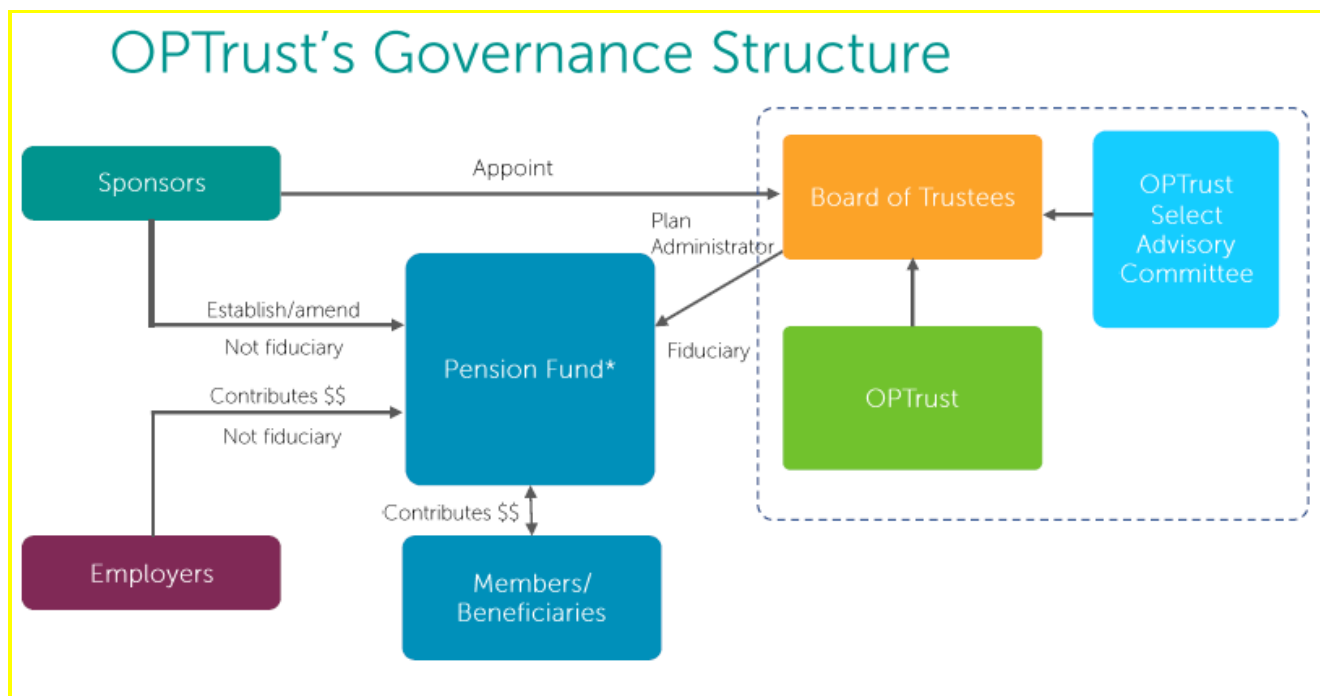 OPTrust's Governance Structure
Sponsors
Appoint
Board of Trustees
OPTrust
Select
Advisory
Committee
Plan
Administrator
Establish/amend
Not fiduciary
Pension Fund*
Fiduciary
OPTrust
Contributes $$
Not fiduciary
Contributes $$
Employers
Members/
Beneficiaries